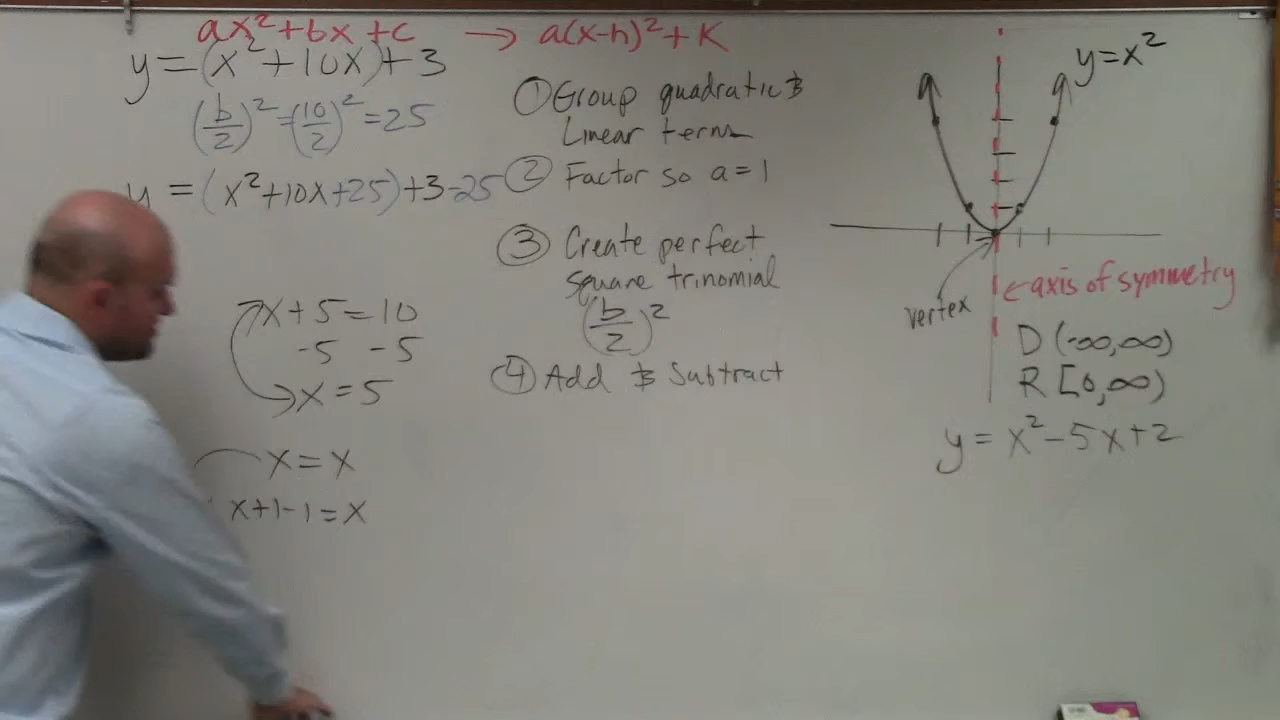 ax²+bx+c → a(x-h)²+K
y=(x²+10x)+3
(b/2)²=(10/2)²=25
y=(x²+10x+25)+3-25
x+5=10
-5 -5
x=5
x=x
x+1-1=x
① Group quadratic &
Linear terms
② Factor so a=1
③ Create perfect
square trinomial
(b/2)²
④ Add & Subtract
y=x²
axis of symmetry
vertex
D (-∞,∞)
R [0,∞)
y=x²-5x+2